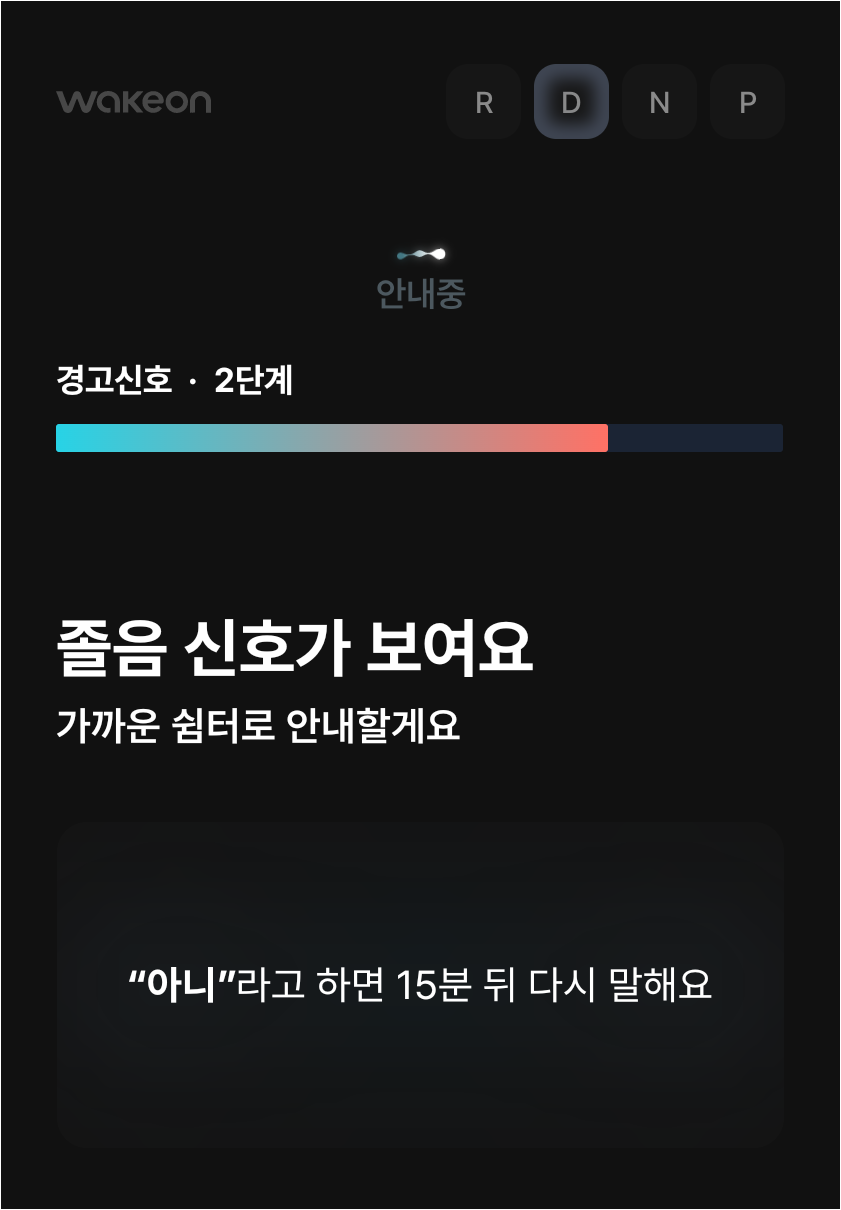 wakeon R D N P
안내중
경고신호 · 2단계
졸음 신호가 보여요
가까운 쉼터로 안내할게요
“아니”라고 하면 15분 뒤 다시 말해요